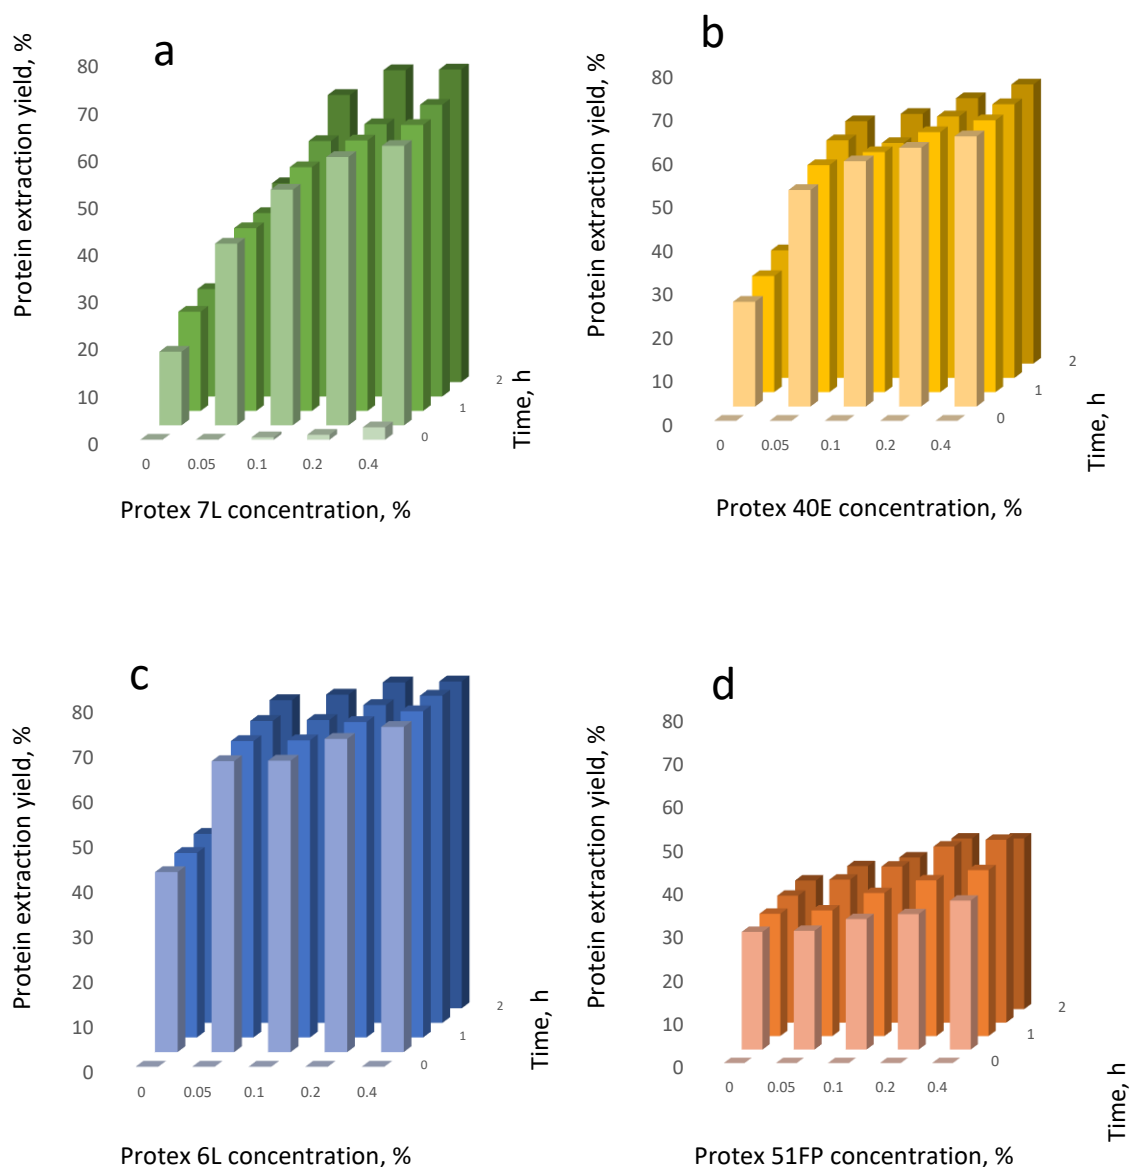 a
Protein extraction yield, %
80
70
60
50
40
30
20
10
0
0 0.05 0.1 0.2 0.4
0
1
2
Time, h
Protex 7L concentration, %
b
Protein extraction yield, %
80
70
60
50
40
30
20
10
0
0 0.05 0.1 0.2 0.4
0
1
2
Time, h
Protex 40E concentration, %
c
Protein extraction yield, %
80
70
60
50
40
30
20
10
0
0 0.05 0.1 0.2 0.4
0
1
2
Time, h
Protex 6L concentration, %
d
Protein extraction yield, %
80
70
60
50
40
30
20
10
0
0 0.05 0.1 0.2 0.4
0
1
2
Time, h
Protex 51FP concentration, %